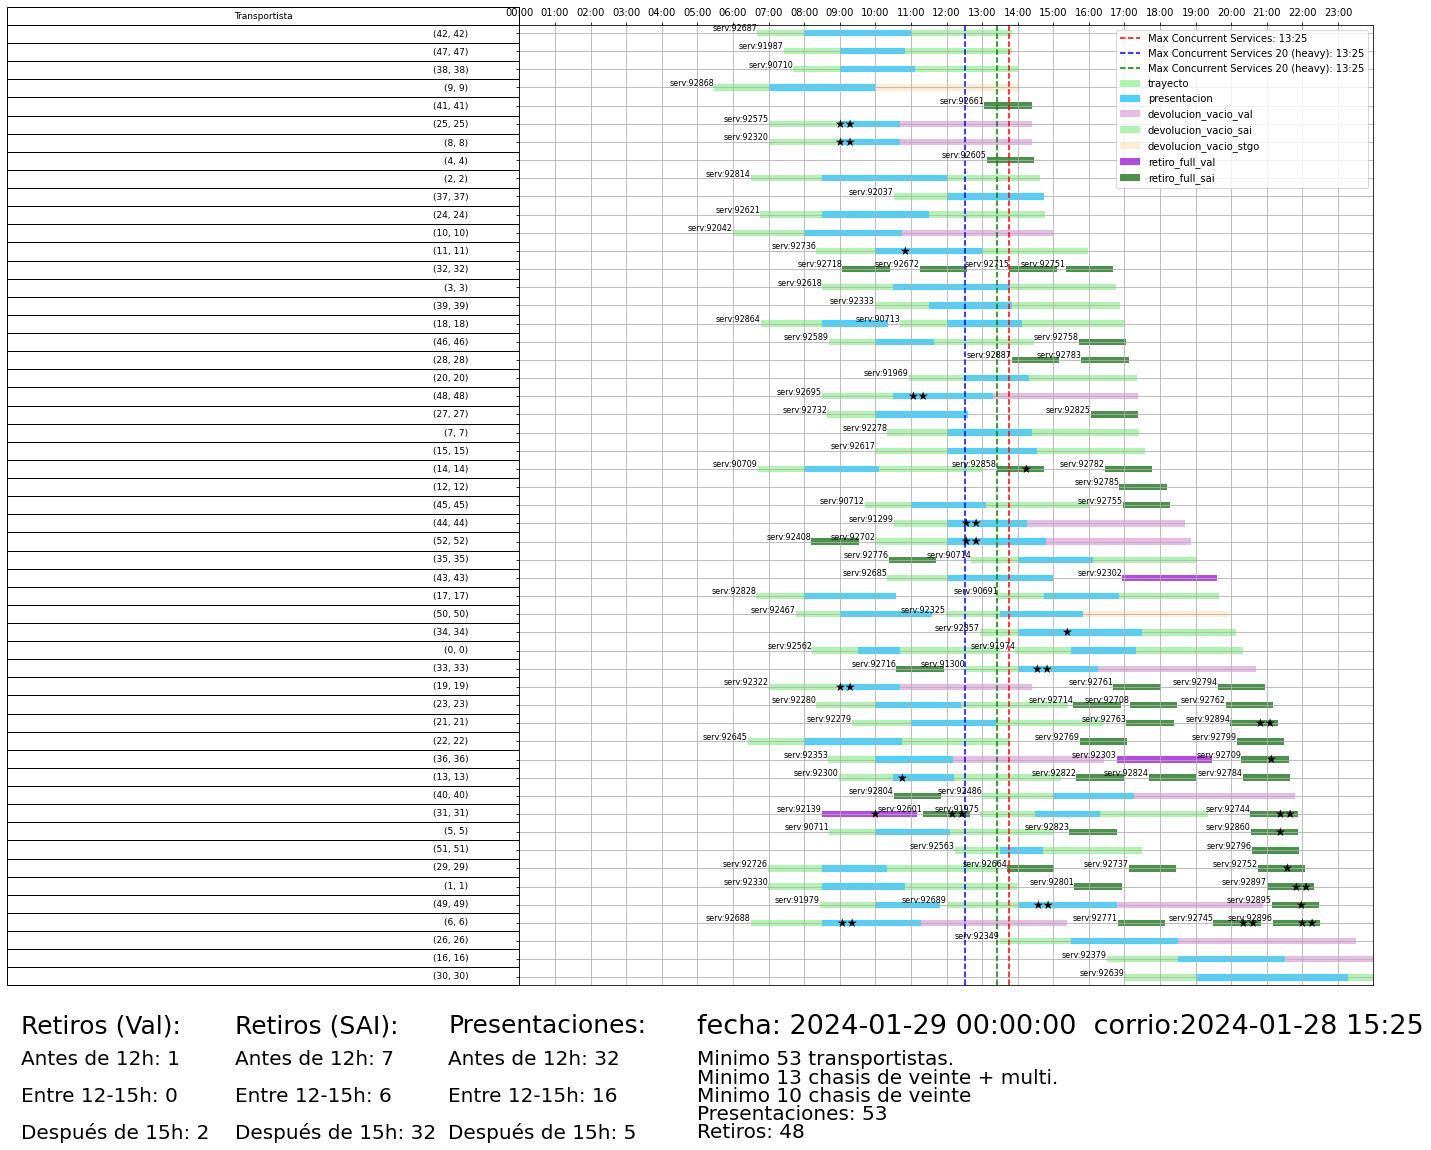 Transportista
00:00 01:00 02:00 03:00 04:00 05:00 06:00 07:00 08:00 09:00 10:00 11:00 12:00 13:00 14:00 15:00 16:00 17:00 18:00 19:00 20:00 21:00 22:00 23:00
Max Concurrent Services: 13:25
Max Concurrent Services 20 (heavy): 13:25
Max Concurrent Services 20 (heavy): 13:25
trayecto
presentacion
devolucion_vacio_val
devolucion_vacio_sai
devolucion_vacio_stgo
retiro_full_val
retiro_full_sai
(42, 42) serv:92687
(47, 47) serv:91987
(38, 38) serv:90710
(9, 9) serv:92868
(41, 41) serv:92661
(25, 25) serv:92575
(8, 8) serv:92320
(4, 4) serv:92605
(2, 2) serv:92814
(37, 37) serv:92037
(24, 24) serv:92621
(10, 10) serv:92042
(11, 11) serv:92736
(32, 32) serv:92718 serv:92672 serv:92715 serv:92751
(3, 3) serv:92618
(39, 39) serv:92333
(18, 18) serv:92864 serv:90713
(46, 46) serv:92589 serv:92758
(28, 28) serv:92887 serv:92783
(20, 20) serv:91969
(48, 48) serv:92695
(27, 27) serv:92732 serv:92825
(7, 7) serv:92278
(15, 15) serv:92617
(14, 14) serv:90709 serv:92858 serv:92782
(12, 12) serv:92785
(45, 45) serv:90712 serv:92755
(44, 44) serv:91299
(52, 52) serv:92408 serv:92702
(35, 35) serv:92776 serv:90714
(43, 43) serv:92685 serv:92302
(17, 17) serv:92828 serv:90691
(50, 50) serv:92467 serv:92325
(34, 34) serv:92357
(0, 0) serv:92562 serv:91974
(33, 33) serv:92716 serv:91300
(19, 19) serv:92322 serv:92761 serv:92794
(23, 23) serv:92280 serv:92714 serv:92708 serv:92762
(21, 21) serv:92279 serv:92763 serv:92894
(22, 22) serv:92645 serv:92769 serv:92799
(36, 36) serv:92353 serv:92303 serv:92709
(13, 13) serv:92300 serv:92822 serv:92824 serv:92784
(40, 40) serv:92804 serv:92486
(31, 31) serv:92139 serv:92601 serv:91975 serv:92744
(5, 5) serv:90711 serv:92823 serv:92860
(51, 51) serv:92563 serv:92796
(29, 29) serv:92726 serv:92664 serv:92737 serv:92752
(1, 1) serv:92330 serv:92801 serv:92897
(49, 49) serv:91979 serv:92689 serv:92895
(6, 6) serv:92688 serv:92771 serv:92745 serv:92896
(26, 26) serv:92349
(16, 16) serv:92379
(30, 30) serv:92639
Retiros (Val):
Antes de 12h: 1
Entre 12-15h: 0
Después de 15h: 2
Retiros (SAI):
Antes de 12h: 7
Entre 12-15h: 6
Después de 15h: 32
Presentaciones:
Antes de 12h: 32
Entre 12-15h: 16
Después de 15h: 5
fecha: 2024-01-29 00:00:00 corrio:2024-01-28 15:25
Minimo 53 transportistas.
Minimo 13 chasis de veinte + multi.
Minimo 10 chasis de veinte
Presentaciones: 53
Retiros: 48